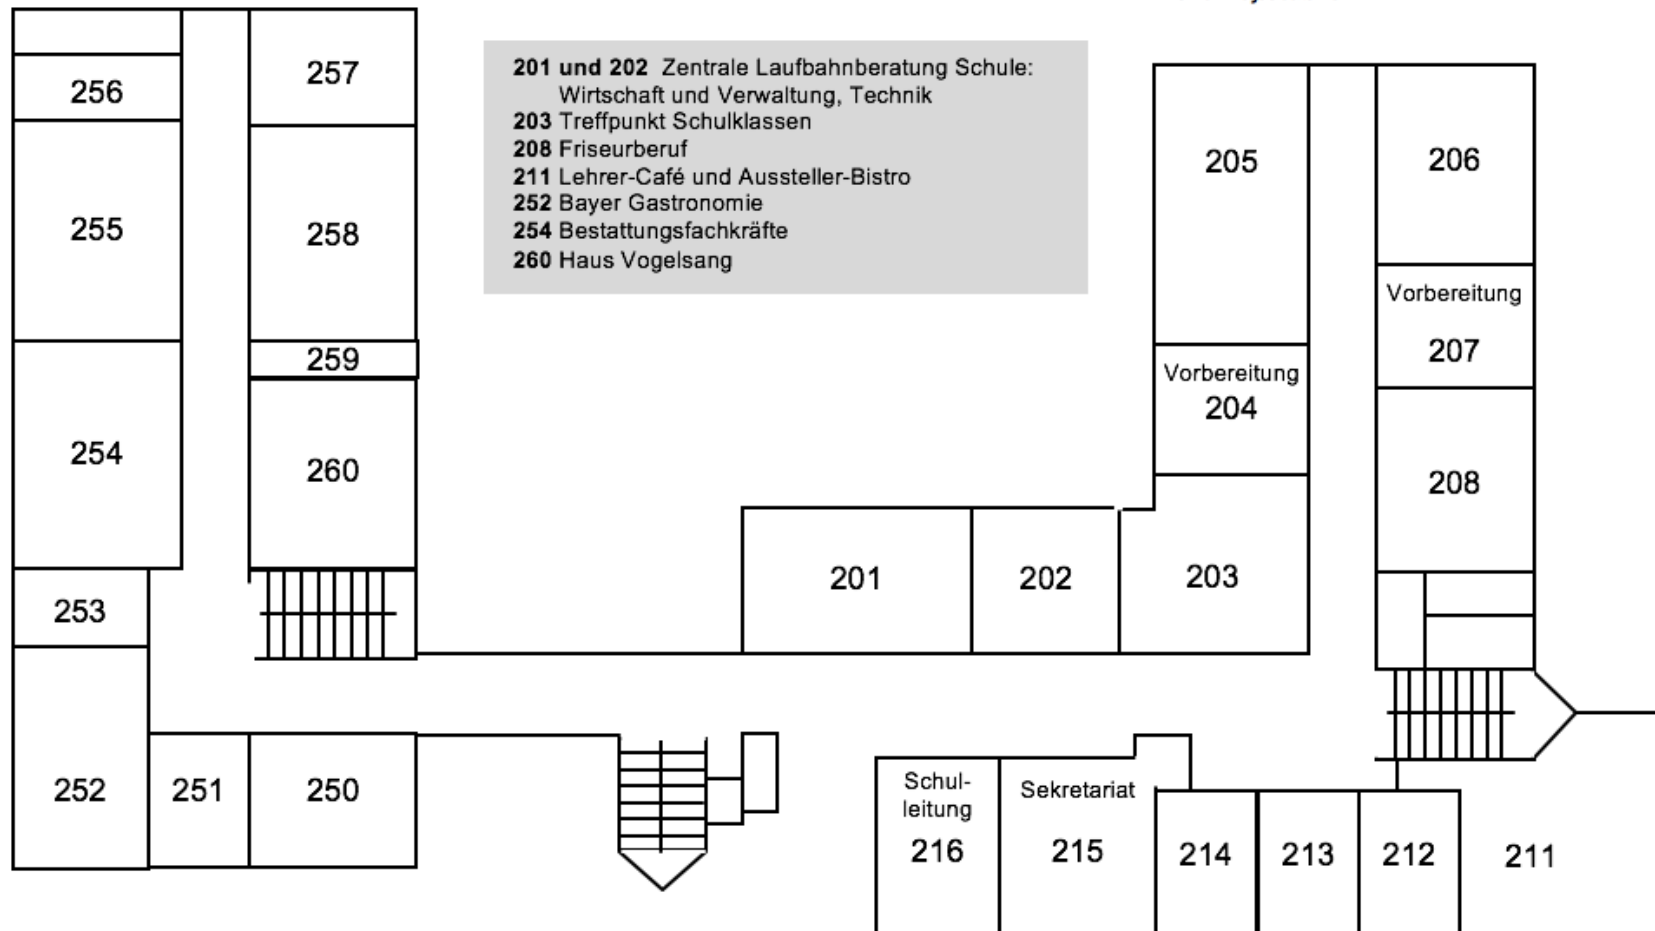 201 und 202 Zentrale Laufbahnberatung Schule:
Wirtschaft und Verwaltung, Technik
203 Treffpunkt Schulklassen
208 Friseurberuf
211 Lehrer-Café und Aussteller-Bistro
252 Bayer Gastronomie
254 Bestattungsfachkräfte
260 Haus Vogelsang
256
257
255
258
259
254
260
253
252
251
250
201
202
203
205
206
Vorbereitung
204
Vorbereitung
207
208
Schul-
leitung
216
Sekretariat
215
214
213
212
211